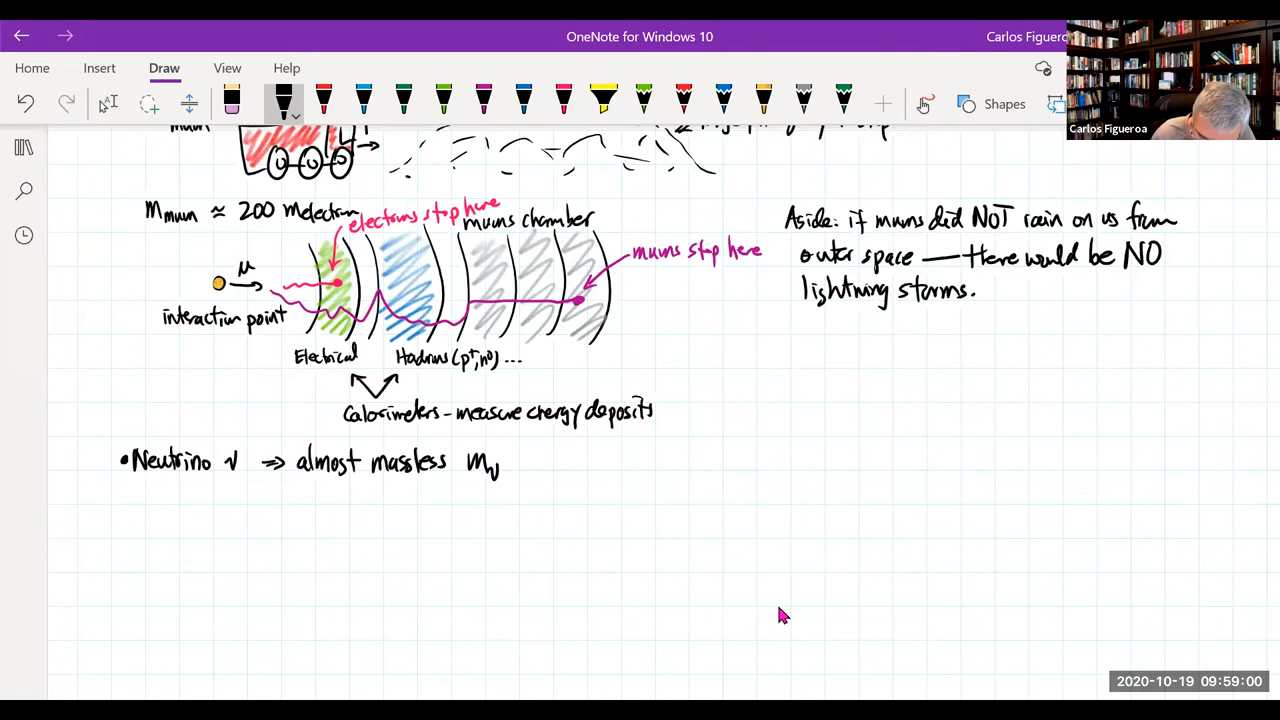 OneNote for Windows 10
Carlos Figuero
Home Insert Draw View Help
Shapes
Carlos Figueroa
muon
Mmuon ≈ 200 Melectron
electrons stop here
muons chamber
muons stop here
μ
interaction point
Electrical
Hadrons (p+, n0) ...
Calorimeters - measure energy deposits
• Neutrino ν ⇒ almost massless mν
Aside: if muons did NOT rain on us from
outer space — there would be NO
lightning storms.
2020-10-19 09:59:00